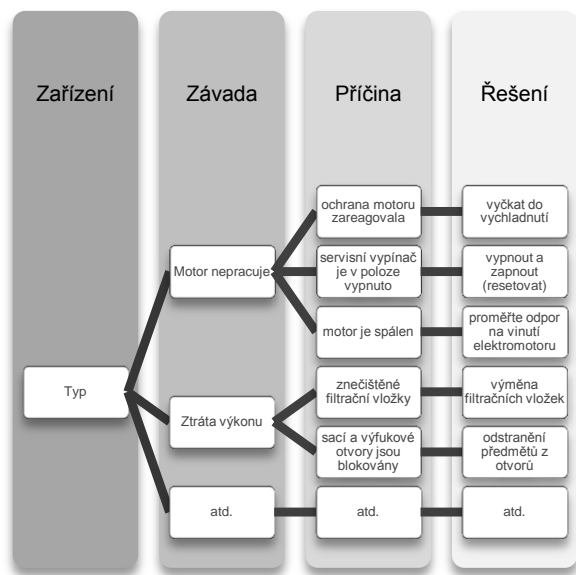 Zařízení
Závada
Příčina
Řešení
Typ
Motor nepracuje
Ztráta výkonu
atd.
ochrana motoru
zareagovala
servisní vypínač
je v poloze
vypnuto
motor je spálen
znečištěné
filtrační vložky
sací a výfukové
otvory jsou
blokovány
atd.
vyčkat do
vychladnutí
vypnout a
zapnout
(resetovat)
proměřte odpor
na vinutí
elektromotoru
výměna
filtračních vložek
odstranění
předmětů z
otvorů
atd.